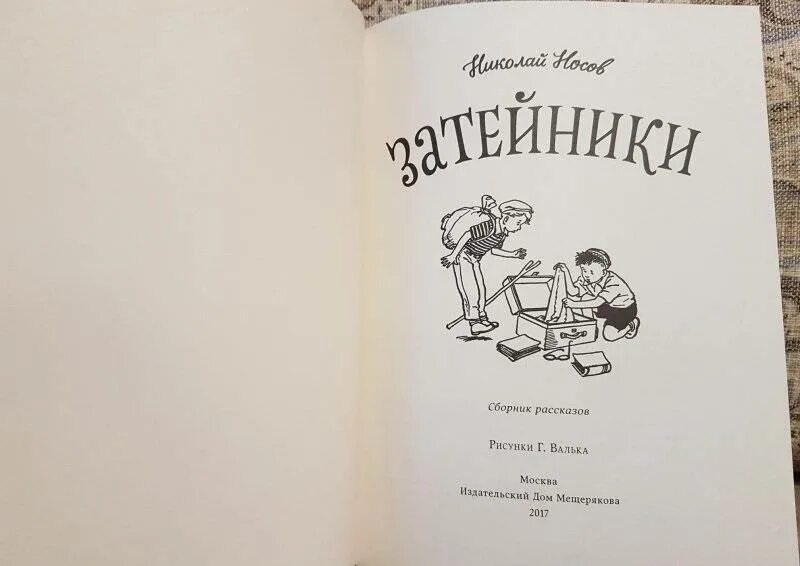 Николай Носов
ЗАТЕЙНИКИ
Сборник рассказов
Рисунки Г. Валька
Москва
Издательский Дом Мещерякова
2017